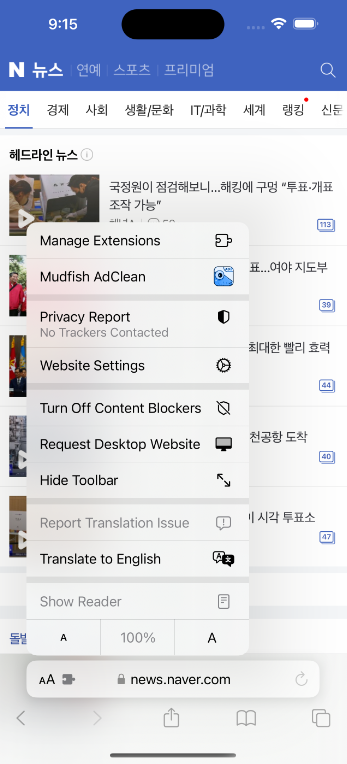 9:15
N 뉴스 연예 스포츠 프리미엄
정치 경제 사회 생활/문화 IT/과학 세계 랭킹 신문
헤드라인 뉴스
국정원이 점검해보니...해킹에 구멍 “투표·개표
조작 가능”
113
표...여야 지도부
39
최대한 빨리 효력
44
천공항 도착
40
시각 투표소
47
Manage Extensions
Mudfish AdClean
Privacy Report
No Trackers Contacted
Website Settings
Turn Off Content Blockers
Request Desktop Website
Hide Toolbar
Report Translation Issue
Translate to English
Show Reader
A 100% A
돌발
AA news.naver.com